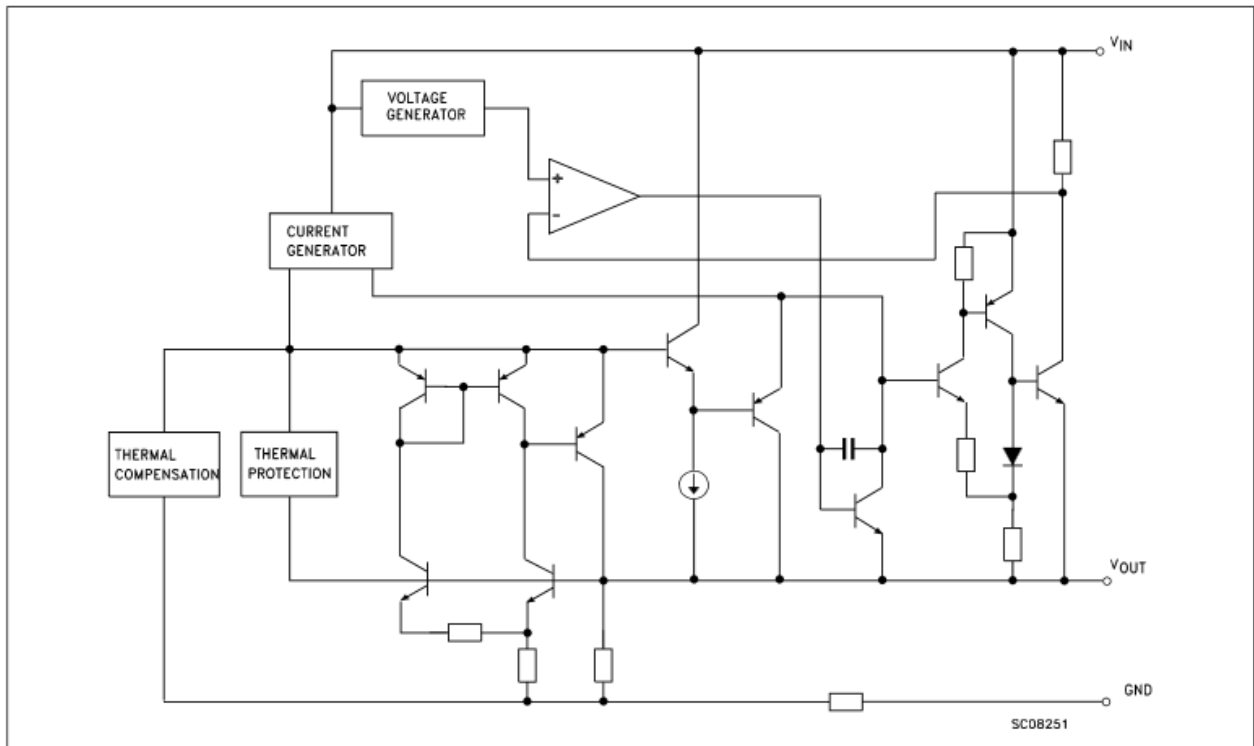 VIN
VOLTAGE
GENERATOR
+
-
CURRENT
GENERATOR
THERMAL
COMPENSATION
THERMAL
PROTECTION
VOUT
GND
SC08251